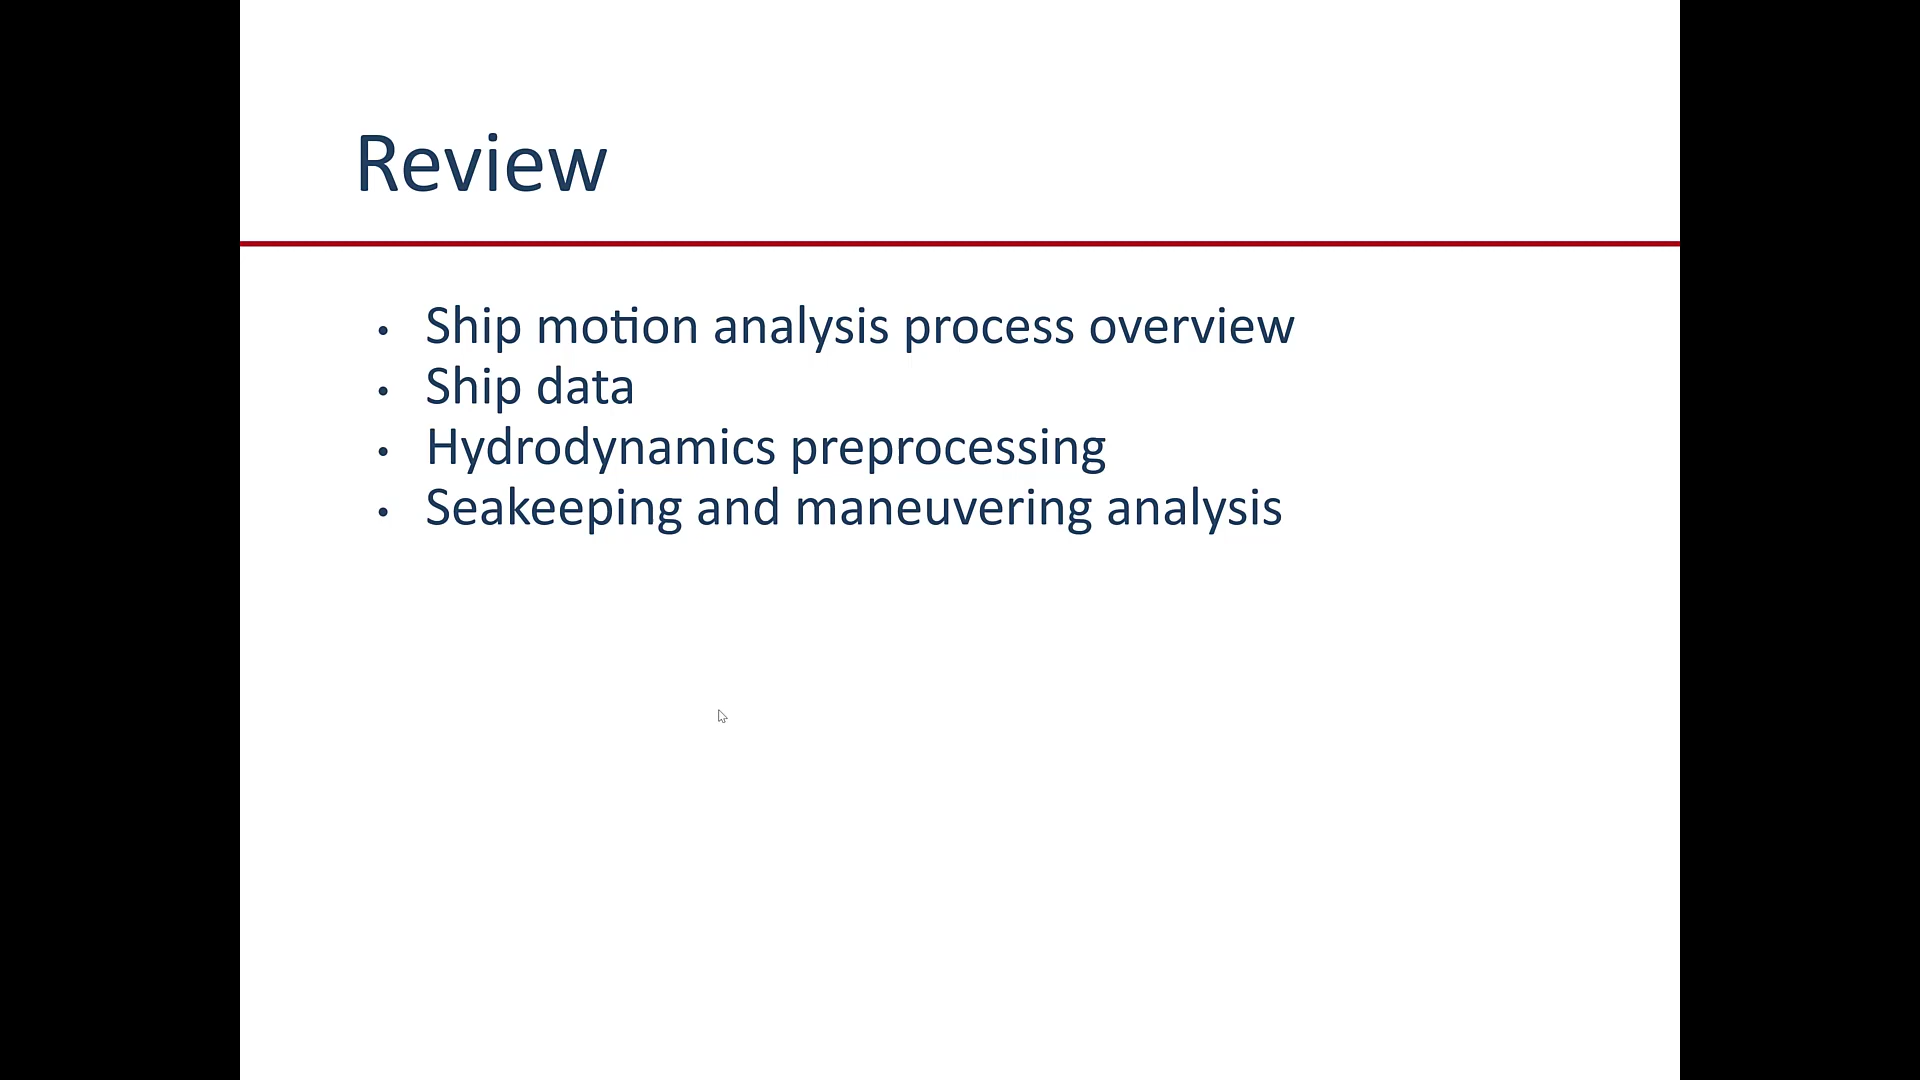 Review
• Ship motion analysis process overview
• Ship data
• Hydrodynamics preprocessing
• Seakeeping and maneuvering analysis